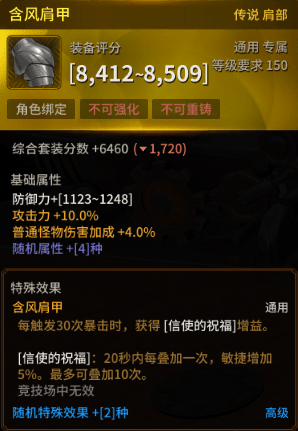 含风肩甲
传说 肩部
装备评分
[8,412~8,509]
通用 专属
等级要求 150
角色绑定 不可强化 不可重铸
综合套装分数 +6460 (▼1,720)
基础属性
防御力+[1123~1248]
攻击力 +10.0%
普通怪物伤害加成 +4.0%
随机属性 +[4]种
特殊效果
含风肩甲 通用
每触发30次暴击时，获得 [信使的祝福]增益。
[信使的祝福]：20秒内每叠加一次，敏捷增加
5%。最多可叠加10次。
竞技场中无效
随机特殊效果 +[2]种 高级